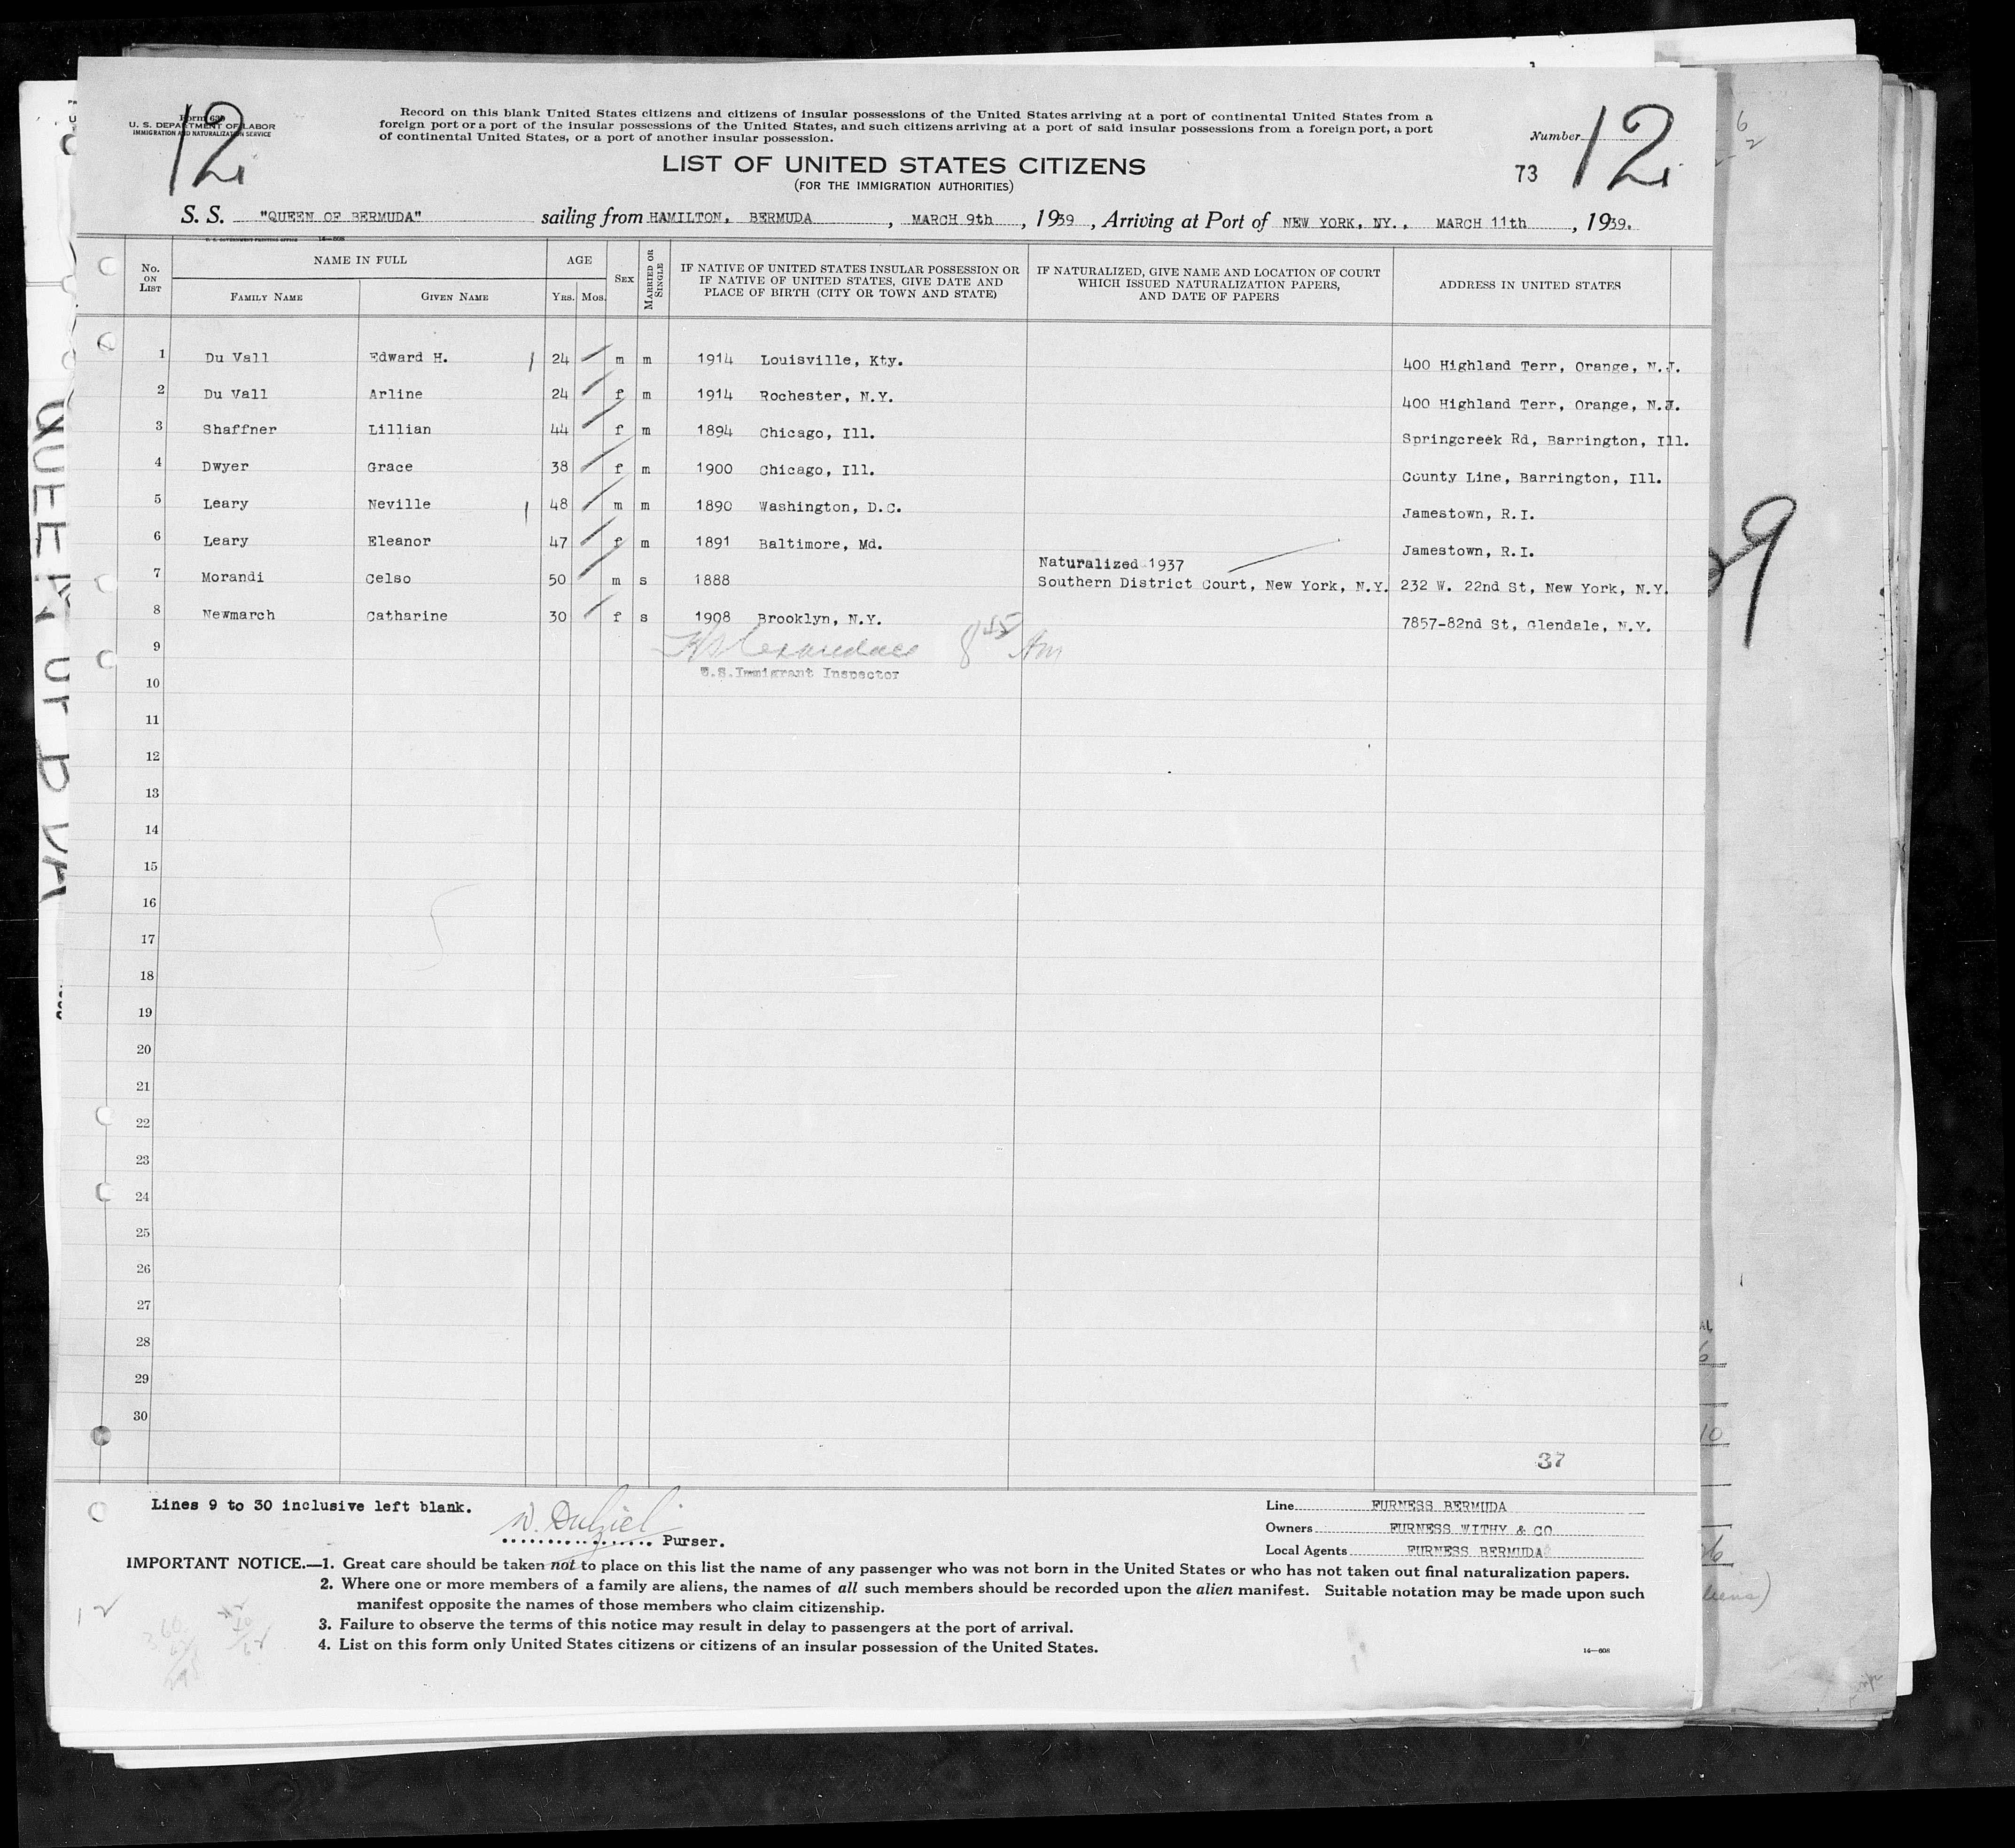 12
Form 630
U. S. DEPARTMENT OF LABOR
IMMIGRATION AND NATURALIZATION SERVICE
Record on this blank United States citizens and citizens of insular possessions of the United States arriving at a port of continental United States from a
foreign port or a port of the insular possessions of the United States, and such citizens arriving at a port of said insular possessions from a foreign port, a port
of continental United States, or a port of another insular possession.
Number 12
73
LIST OF UNITED STATES CITIZENS
(FOR THE IMMIGRATION AUTHORITIES)
S. S. "QUEEN OF BERMUDA" sailing from HAMILTON, BERMUDA, MARCH 9th, 1939, Arriving at Port of NEW YORK, NY., MARCH 11th, 1939.
U. S. GOVERNMENT PRINTING OFFICE 14—608
No. ON LIST NAME IN FULL AGE SEX MARRIED OR SINGLE IF NATIVE OF UNITED STATES INSULAR POSSESSION OR IF NATIVE OF UNITED STATES, GIVE DATE AND PLACE OF BIRTH (CITY OR TOWN AND STATE) IF NATURALIZED, GIVE NAME AND LOCATION OF COURT WHICH ISSUED NATURALIZATION PAPERS, AND DATE OF PAPERS ADDRESS IN UNITED STATES
FAMILY NAME GIVEN NAME YRS. MOS.
1 Du Vall Edward H. 24 m m 1914 Louisville, Kty. 400 Highland Terr, Orange, N.J.
2 Du Vall Arline 24 f m 1914 Rochester, N.Y. 400 Highland Terr, Orange, N.J.
3 Shaffner Lillian 44 f m 1894 Chicago, Ill. Springcreek Rd, Barrington, Ill.
4 Dwyer Grace 38 f m 1900 Chicago, Ill. County Line, Barrington, Ill.
5 Leary Neville 48 m m 1890 Washington, D.C. Jamestown, R.I.
6 Leary Eleanor 47 f m 1891 Baltimore, Md. Jamestown, R.I.
Naturalized 1937
7 Morandi Celso 50 m s 1888 Southern District Court, New York, N.Y. 232 W. 22nd St, New York, N.Y.
8 Newmarch Catharine 30 f s 1908 Brooklyn, N.Y. 7857-82nd St, Glendale, N.Y.
9 8 45 Am
U.S. Immigrant Inspector
10
11
12
13
14
15
16
17
18
19
20
21
22
23
24
25
26
27
28
29
30
37
Lines 9 to 30 inclusive left blank.
W. Dalziel Purser.
Line FURNESS BERMUDA
Owners FURNESS WITHY & CO
Local Agents FURNESS BERMUDA
IMPORTANT NOTICE.—1. Great care should be taken not to place on this list the name of any passenger who was not born in the United States or who has not taken out final naturalization papers.
2. Where one or more members of a family are aliens, the names of all such members should be recorded upon the alien manifest. Suitable notation may be made upon such
manifest opposite the names of those members who claim citizenship.
3. Failure to observe the terms of this notice may result in delay to passengers at the port of arrival.
4. List on this form only United States citizens or citizens of an insular possession of the United States.
14—608
12